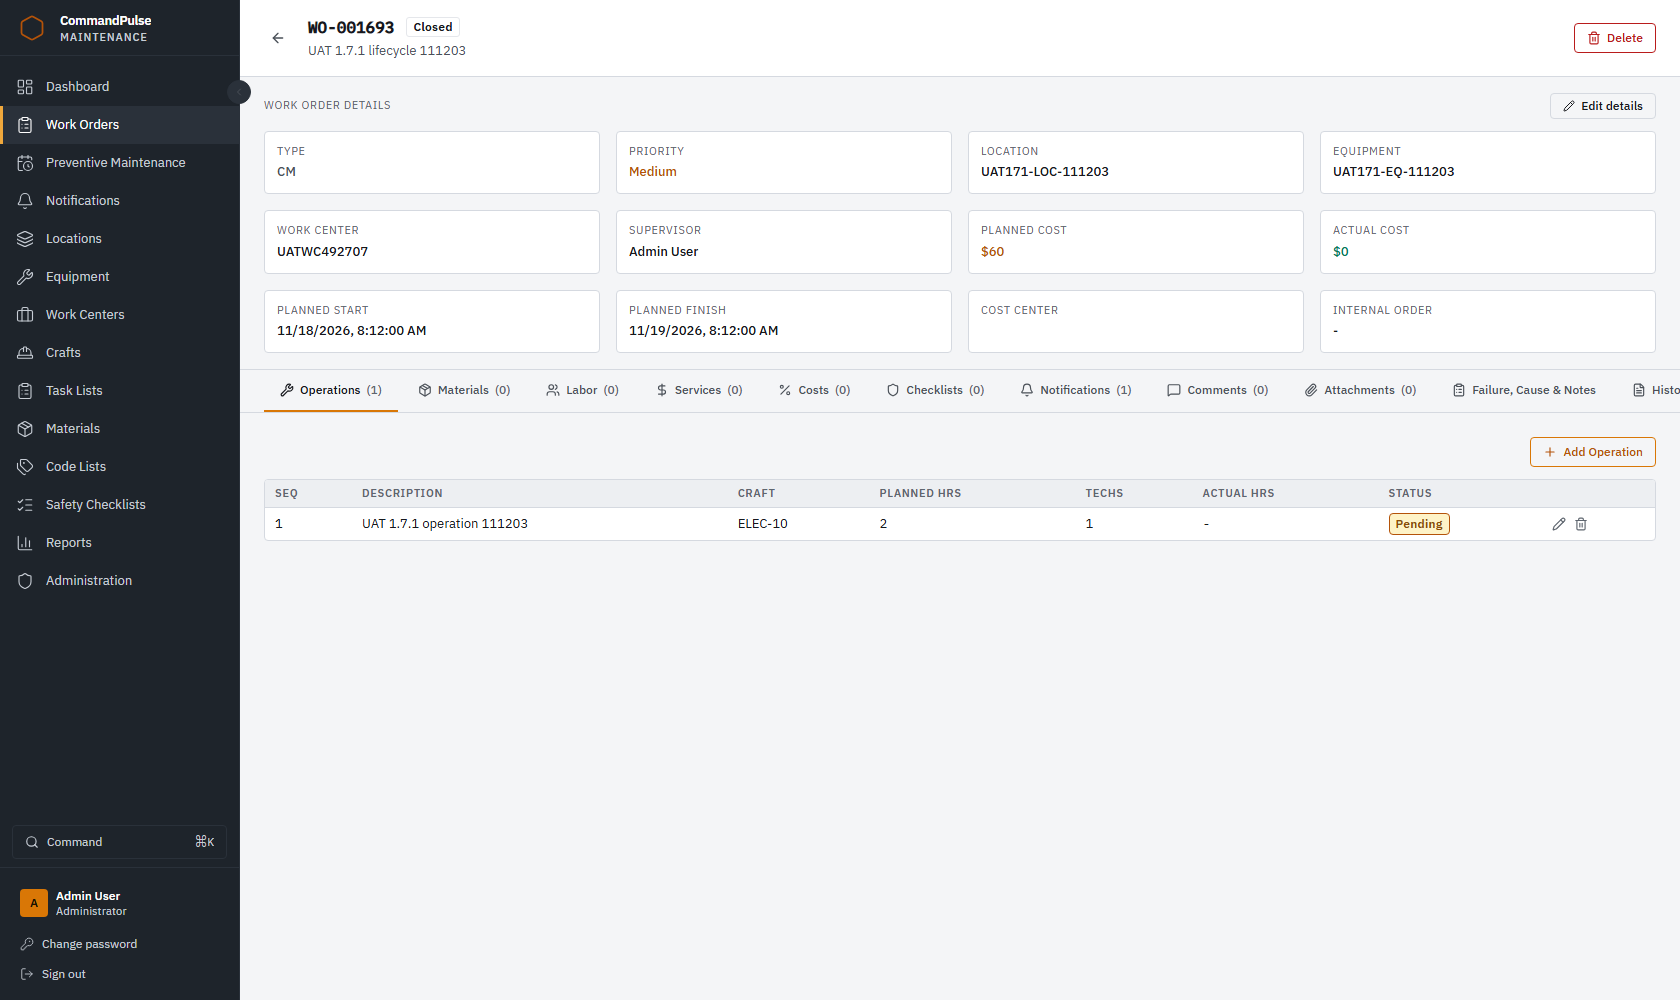 CommandPulse
MAINTENANCE
Dashboard
Work Orders
Preventive Maintenance
Notifications
Locations
Equipment
Work Centers
Crafts
Task Lists
Materials
Code Lists
Safety Checklists
Reports
Administration
Command ⌘K
A
Admin User
Administrator
Change password
Sign out
WO-001693 Closed
UAT 1.7.1 lifecycle 111203
Delete
WORK ORDER DETAILS
Edit details
TYPE
CM
PRIORITY
Medium
LOCATION
UAT171-LOC-111203
EQUIPMENT
UAT171-EQ-111203
WORK CENTER
UATWC492707
SUPERVISOR
Admin User
PLANNED COST
$60
ACTUAL COST
$0
PLANNED START
11/18/2026, 8:12:00 AM
PLANNED FINISH
11/19/2026, 8:12:00 AM
COST CENTER
INTERNAL ORDER
-
Operations (1) Materials (0) Labor (0) Services (0) Costs (0) Checklists (0) Notifications (1) Comments (0) Attachments (0) Failure, Cause & Notes Histo
Add Operation
SEQ DESCRIPTION CRAFT PLANNED HRS TECHS ACTUAL HRS STATUS
1 UAT 1.7.1 operation 111203 ELEC-10 2 1 - Pending